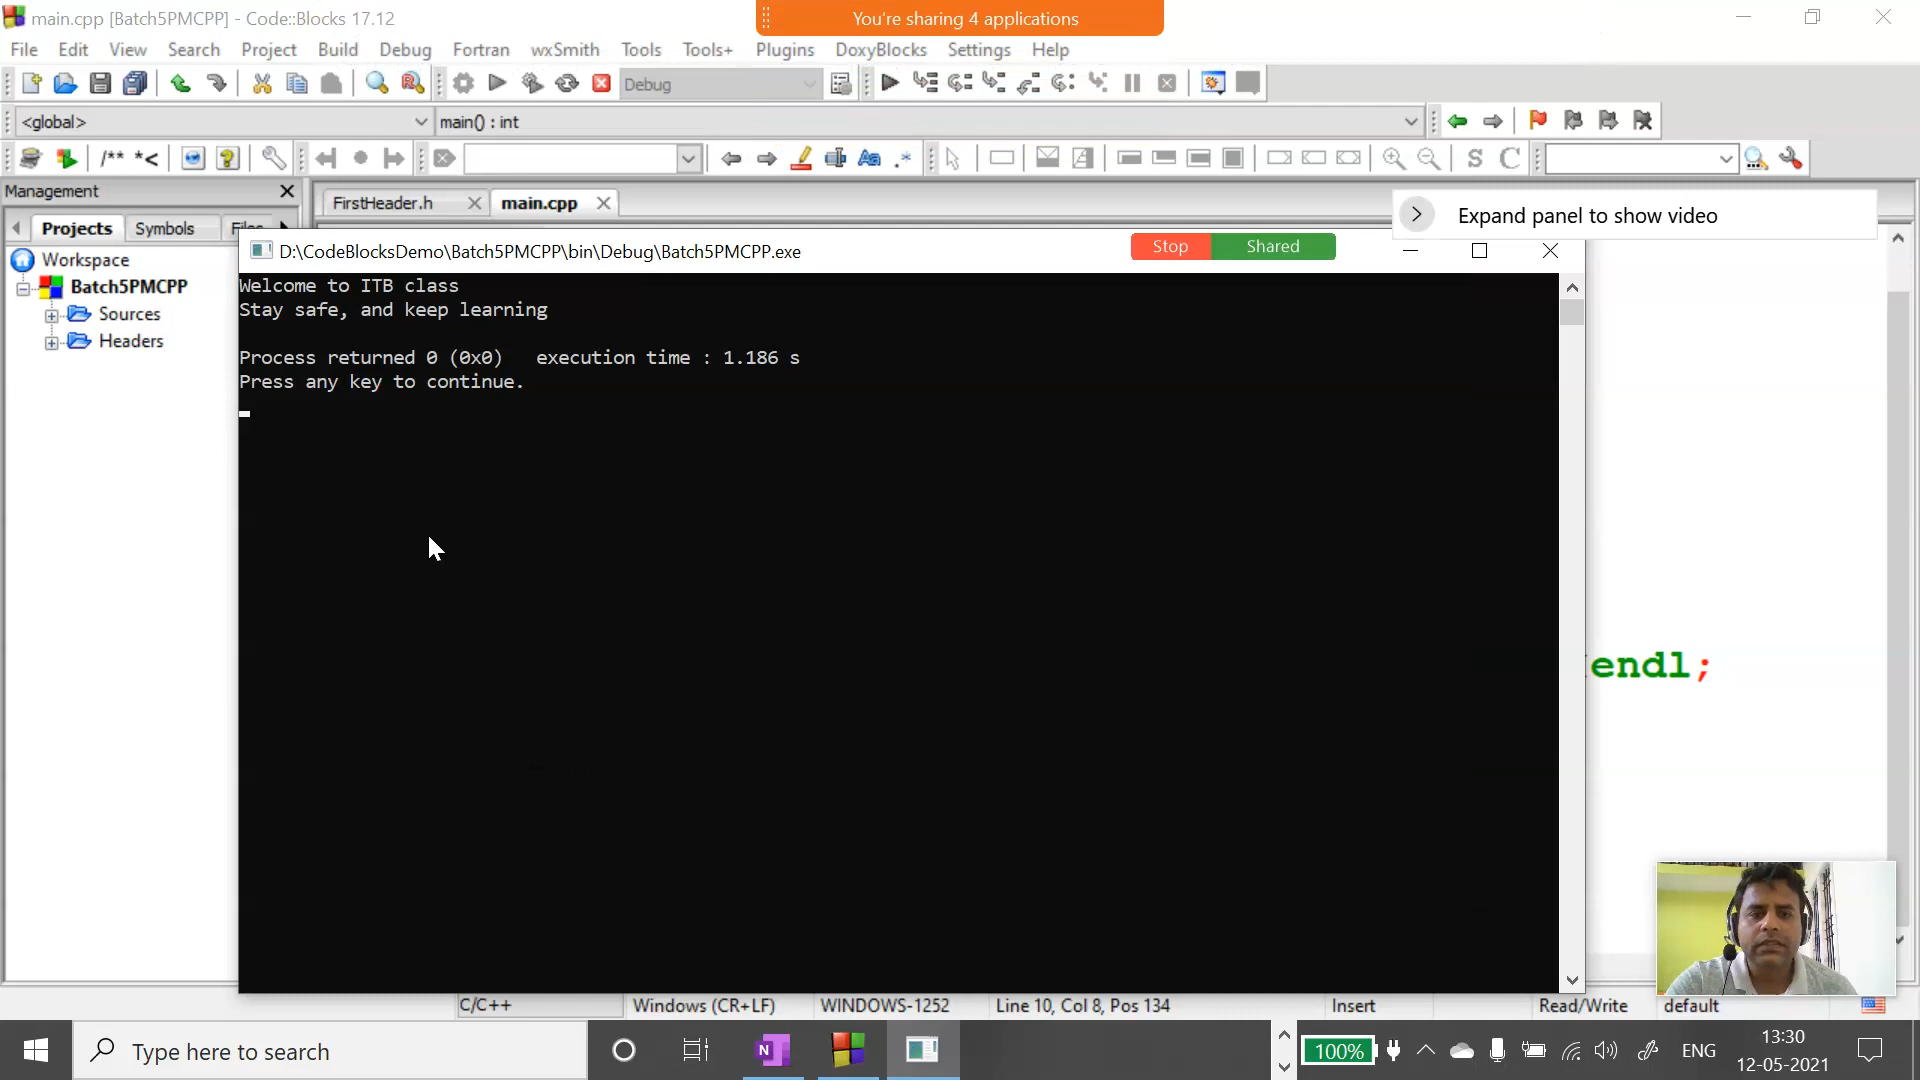 main.cpp [Batch5PMCPP] - Code::Blocks 17.12
You're sharing 4 applications
File Edit View Search Project Build Debug Fortran wxSmith Tools Tools+ Plugins DoxyBlocks Settings Help
Debug
<global>
main() : int
/** *<
Aa .*
S C
Management
FirstHeader.h
main.cpp
Expand panel to show video
Projects Symbols
D:\CodeBlocksDemo\Batch5PMCPP\bin\Debug\Batch5PMCPP.exe
Stop Shared
Workspace
Batch5PMCPP
Sources
Headers
Welcome to ITB class
Stay safe, and keep learning
Process returned 0 (0x0)   execution time : 1.186 s
Press any key to continue.
endl;
C/C++ Windows (CR+LF) WINDOWS-1252 Line 10, Col 8, Pos 134 Insert Read/Write default
Type here to search
N
100%
ENG
13:30
12-05-2021